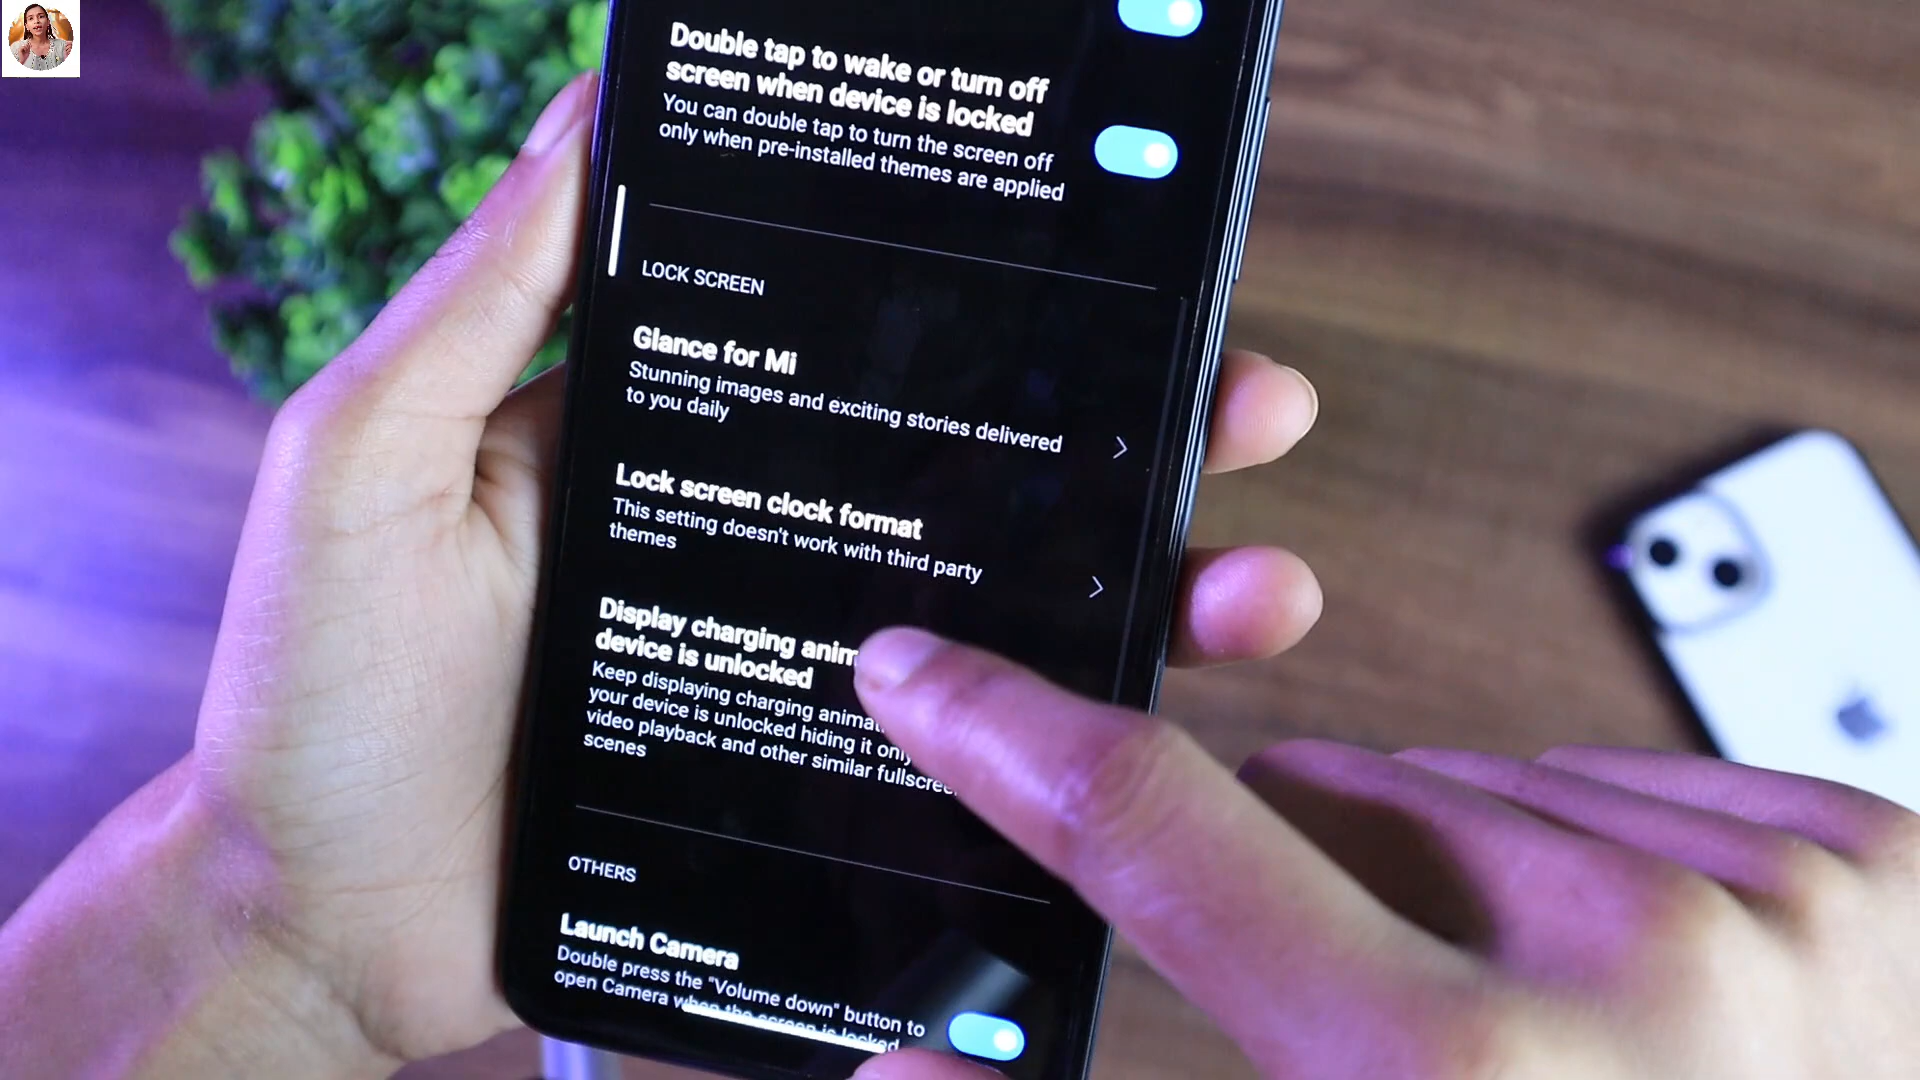 Double tap to wake or turn off
screen when device is locked
You can double tap to turn the screen off
only when pre-installed themes are applied
LOCK SCREEN
Glance for Mi
Stunning images and exciting stories delivered
to you daily
Lock screen clock format
This setting doesn't work with third party
themes
Display charging
device is unlocked
Keep displaying charging
your device is unlocked hiding it
video playback and other similar
scenes
OTHERS
Launch Camera
Double press the "Volume down" button to
open Camera when the screen is locked